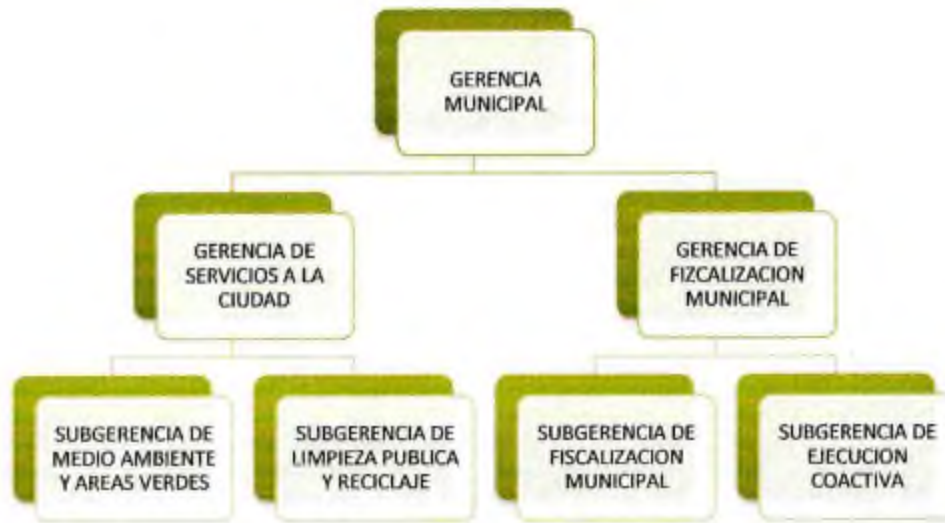 GERENCIA
MUNICIPAL
GERENCIA DE
SERVICIOS A LA
CIUDAD
GERENCIA DE
FIZCALIZACION
MUNICIPAL
SUBGERENCIA DE
MEDIO AMBIENTE
Y AREAS VERDES
SUBGERENCIA DE
LIMPIEZA PUBLICA
Y RECICLAJE
SUBGERENCIA DE
FISCALIZACION
MUNICIPAL
SUBGERENCIA DE
EJECUCION
COACTIVA